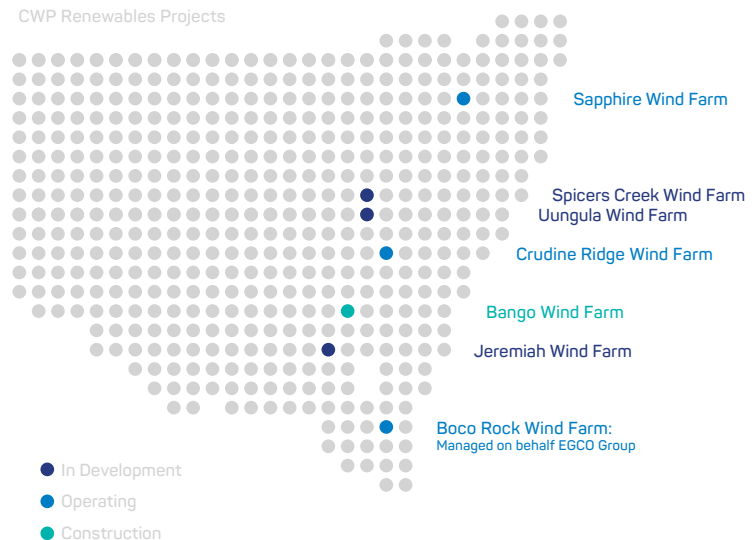 CWP Renewables Projects
Sapphire Wind Farm
Spicers Creek Wind Farm
Uungula Wind Farm
Crudine Ridge Wind Farm
Bango Wind Farm
Jeremiah Wind Farm
Boco Rock Wind Farm:
Managed on behalf EGCO Group
In Development
Operating
Construction